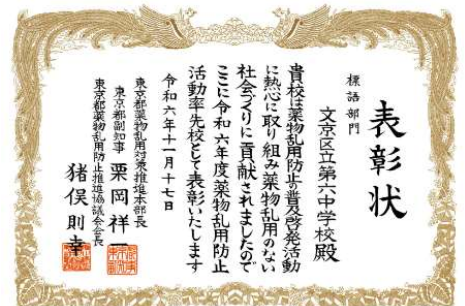 表彰状
標語部門
文京区立第六中学校殿
貴校は薬物乱用防止の普及啓発活動
に熱心に取り組み薬物乱用のない
社会づくりに貢献されましたので
ここに令和六年度薬物乱用防止
活動率先校として表彰いたします
令和六年十一月十七日
東京都薬物乱用対策推進本部長
東京都副知事 栗岡祥一
東京都薬物乱用防止推進協議会会長
猪俣則幸